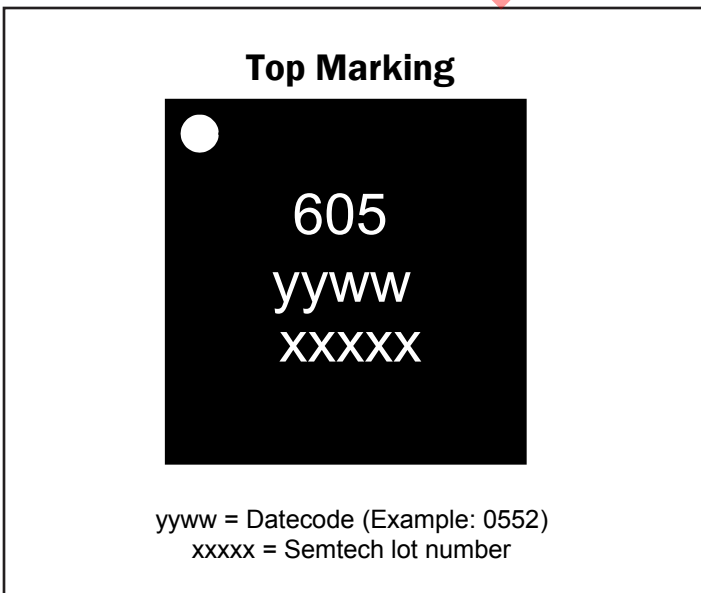 Top Marking
605
yyww
xxxxx
yyww = Datecode (Example: 0552)
xxxxx = Semtech lot number